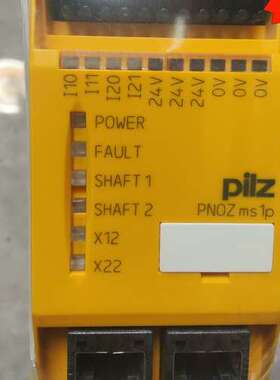 I10 I11 I20 I21 24V 24V 24V 0V 0V 0V
POWER
FAULT
SHAFT 1
SHAFT 2
X12
X22
pilz
PNOZ ms1p